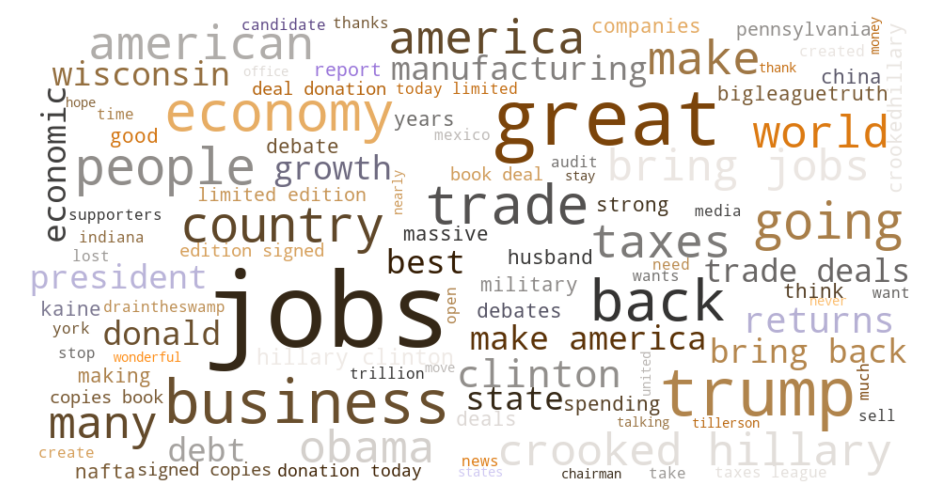 candidate thanks companies pennsylvania money
american america make created
wisconsin office report manufacturing thank china
hope deal donation today limited bigleaguetruth
economic time economy years great world crookedhillary
good debate mexico
people growth audit bring jobs
nearly book deal stay
limited edition trade strong media going
supporters country massive taxes
indiana edition signed best husband
lost need trade deals
president wants
military think want
kaine draintheswamp jobs open debates back never returns
york donald make america
stop wonderful hillary clinton bring back
making trillion move clinton united much
copies book business state spending trump
many deals talking tillerson sell
debt obama crooked hillary
create news
nafta signed copies donation today states chairman take taxes league